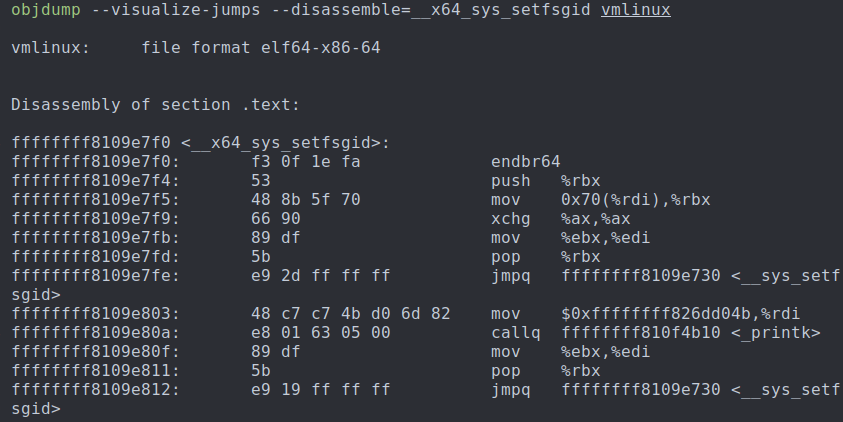 objdump --visualize-jumps --disassemble=__x64_sys_setfsgid vmlinux
vmlinux:     file format elf64-x86-64
Disassembly of section .text:
ffffffff8109e7f0 <__x64_sys_setfsgid>:
ffffffff8109e7f0:       f3 0f 1e fa             endbr64
ffffffff8109e7f4:       53                      push   %rbx
ffffffff8109e7f5:       48 8b 5f 70             mov    0x70(%rdi),%rbx
ffffffff8109e7f9:       66 90                   xchg   %ax,%ax
ffffffff8109e7fb:       89 df                   mov    %ebx,%edi
ffffffff8109e7fd:       5b                      pop    %rbx
ffffffff8109e7fe:       e9 2d ff ff ff          jmpq   ffffffff8109e730 <__sys_setf
sgid>
ffffffff8109e803:       48 c7 c7 4b d0 6d 82    mov    $0xffffffff826dd04b,%rdi
ffffffff8109e80a:       e8 01 63 05 00          callq  ffffffff810f4b10 <_printk>
ffffffff8109e80f:       89 df                   mov    %ebx,%edi
ffffffff8109e811:       5b                      pop    %rbx
ffffffff8109e812:       e9 19 ff ff ff          jmpq   ffffffff8109e730 <__sys_setf
sgid>